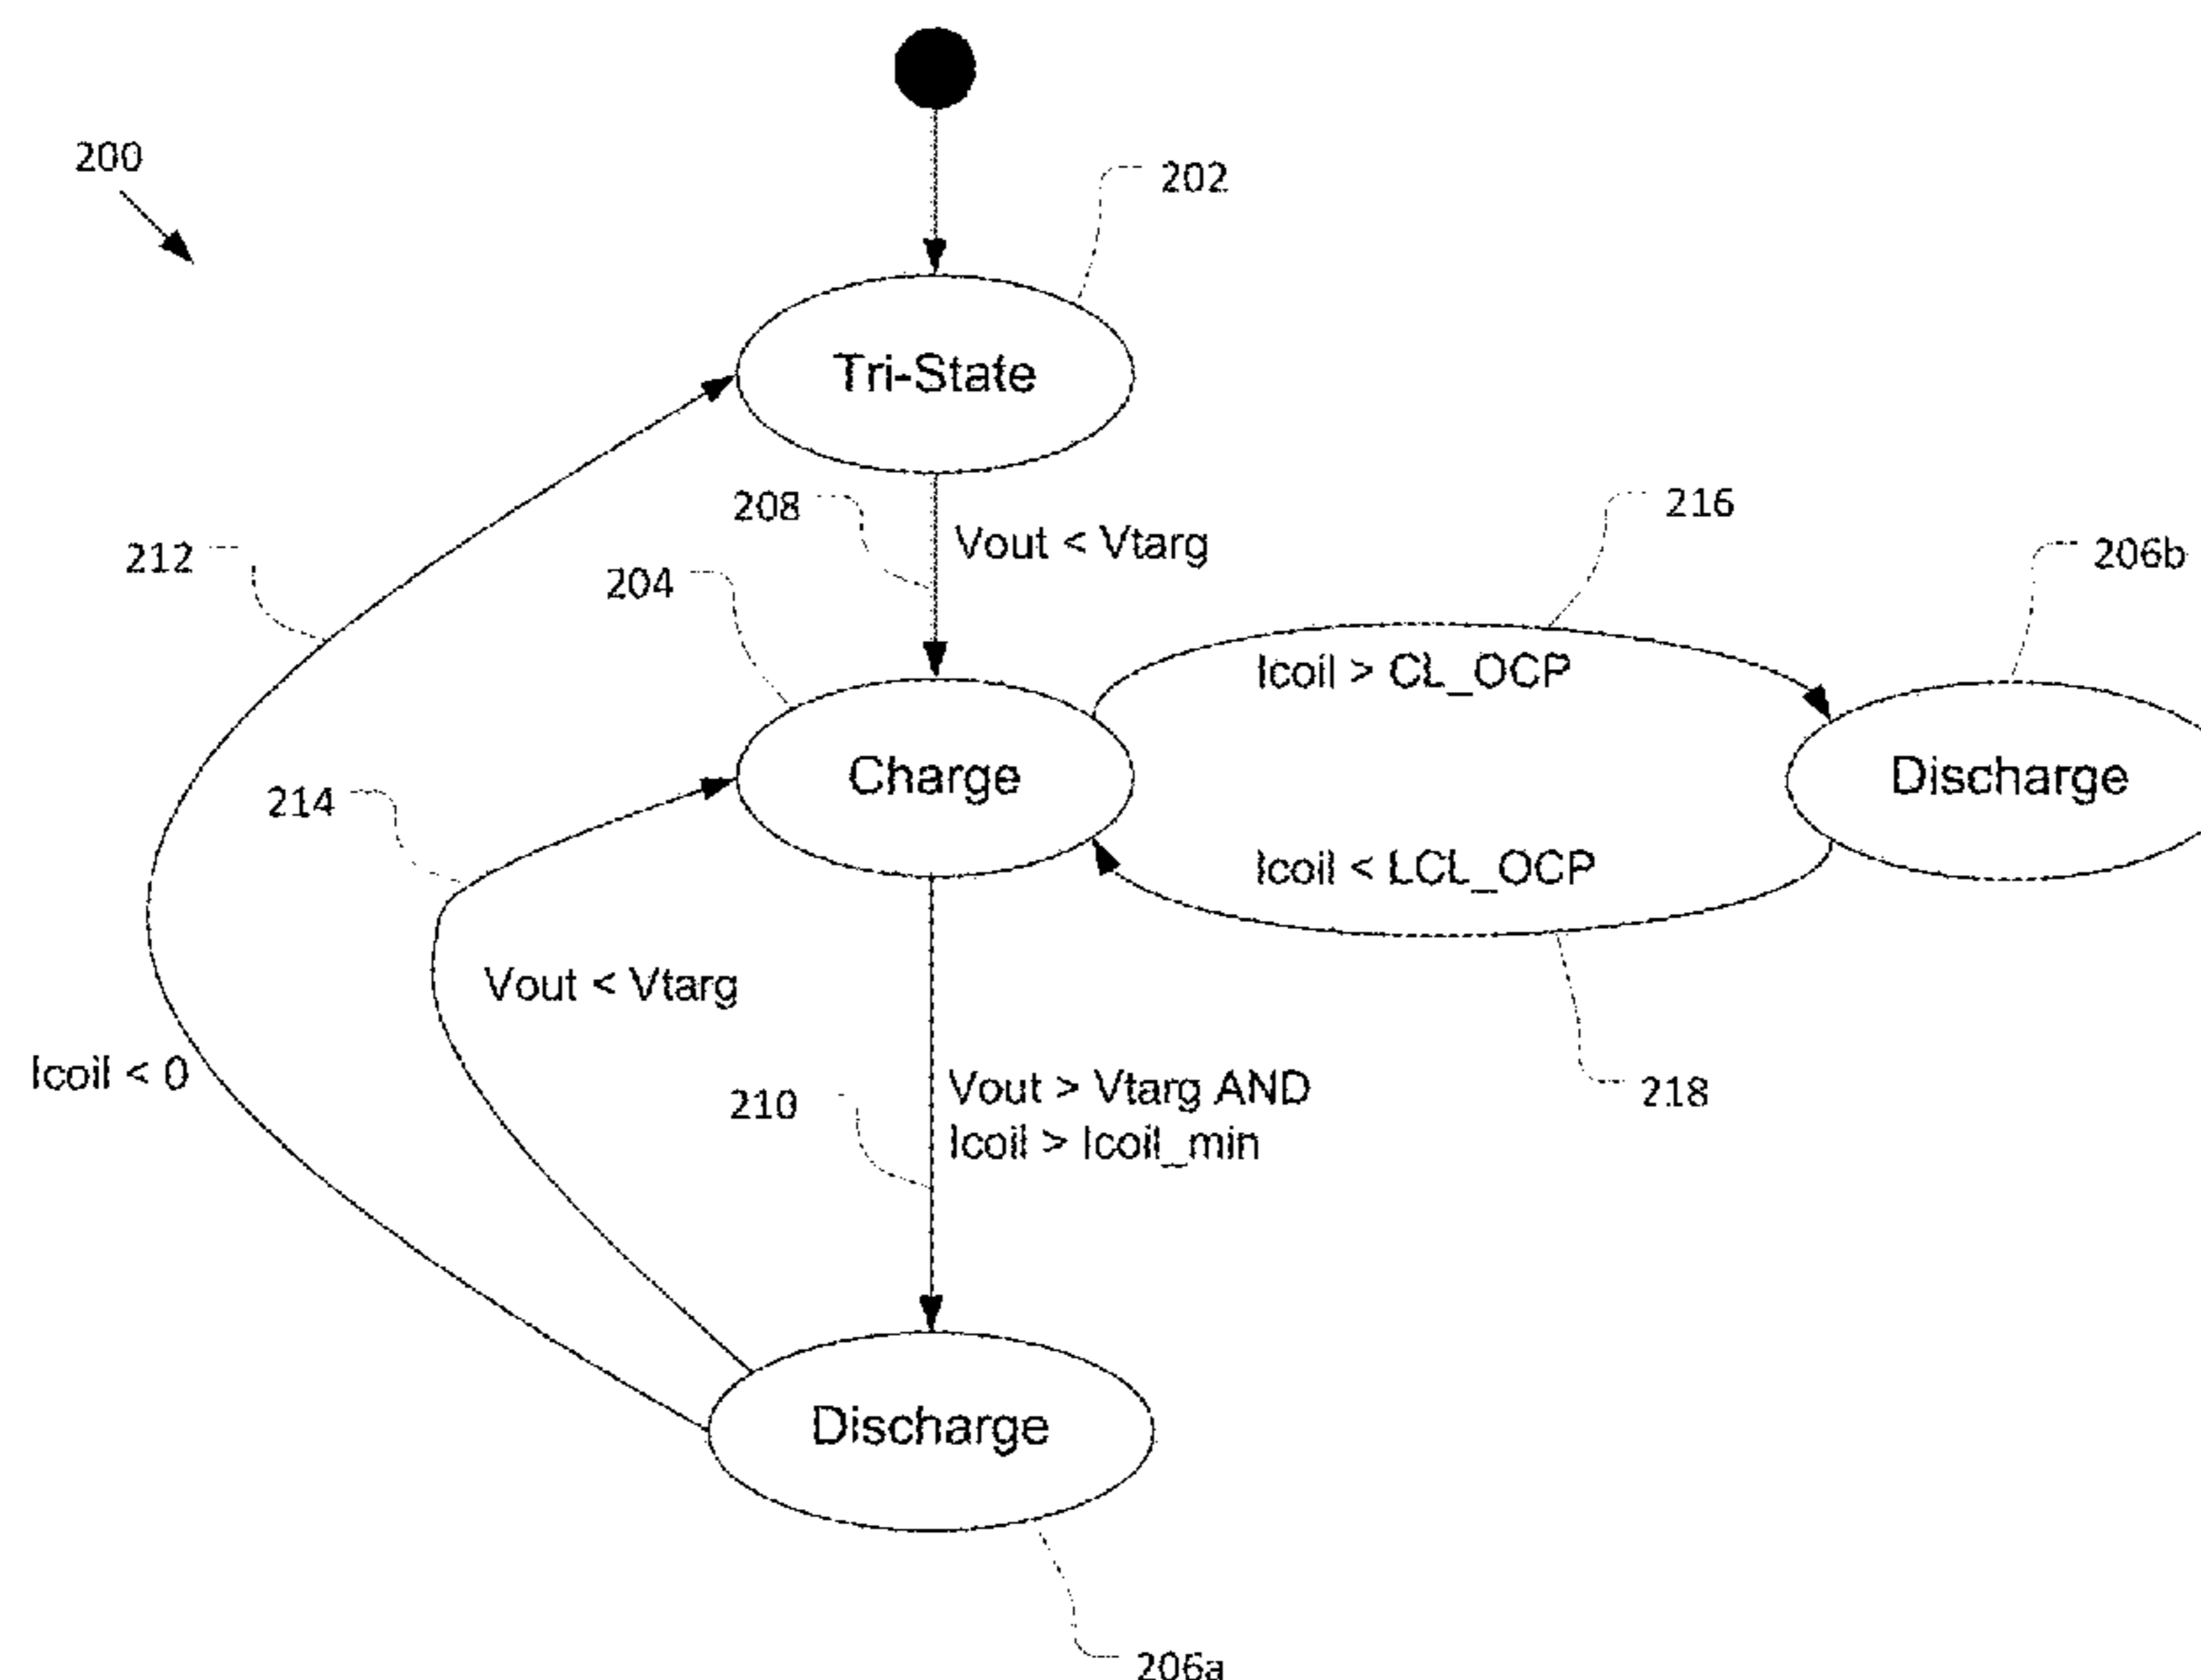 200
202
Tri-State
208
Vout < Vtarg
216
212
204
206b
Icoil > CL_OCP
Charge
Discharge
214
Icoil < LCL_OCP
Vout < Vtarg
Icoil < 0
210
Vout > Vtarg AND
Icoil > Icoil_min
218
Discharge
206a